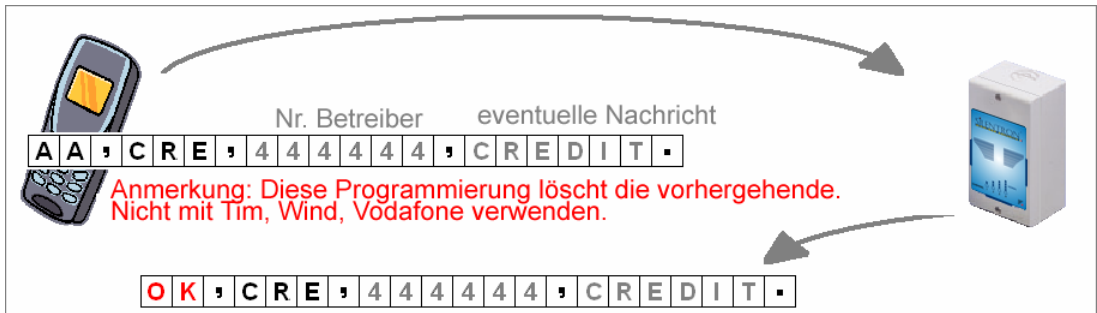 Nr. Betreiber eventuelle Nachricht
AA,CRE,444444,CREDIT.
Anmerkung: Diese Programmierung löscht die vorhergehende.
Nicht mit Tim, Wind, Vodafone verwenden.
OK,CRE,444444,CREDIT.